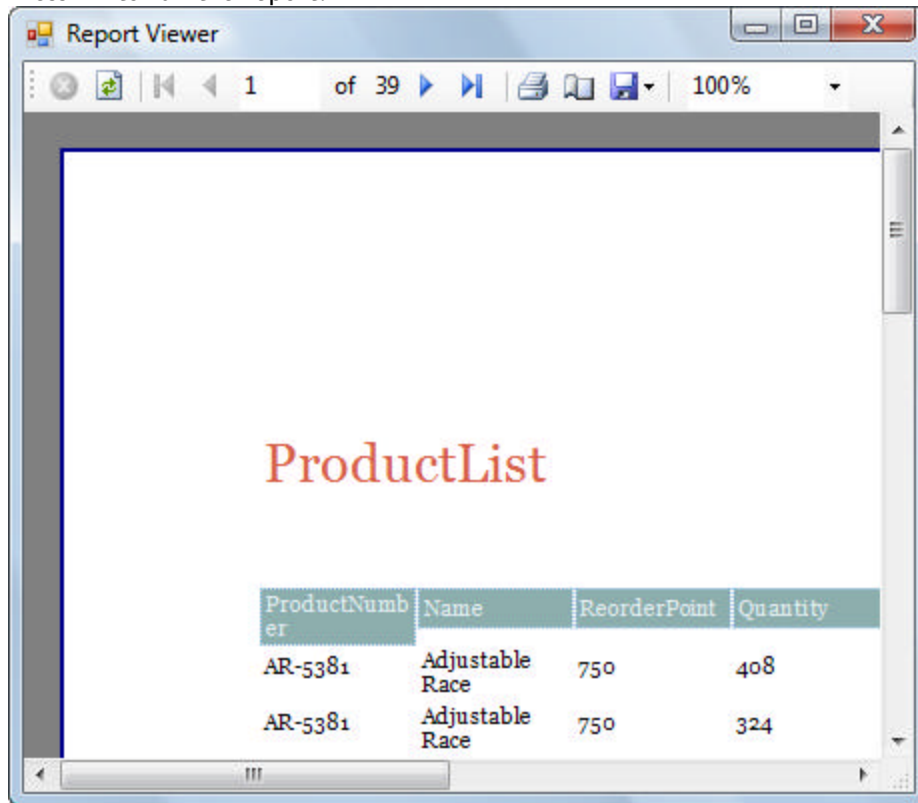 Report Viewer
1 of 39 100%
ProductList
ProductNumb Name ReorderPoint Quantity
er
AR-5381 Adjustable 750 408
Race
AR-5381 Adjustable 750 324
Race